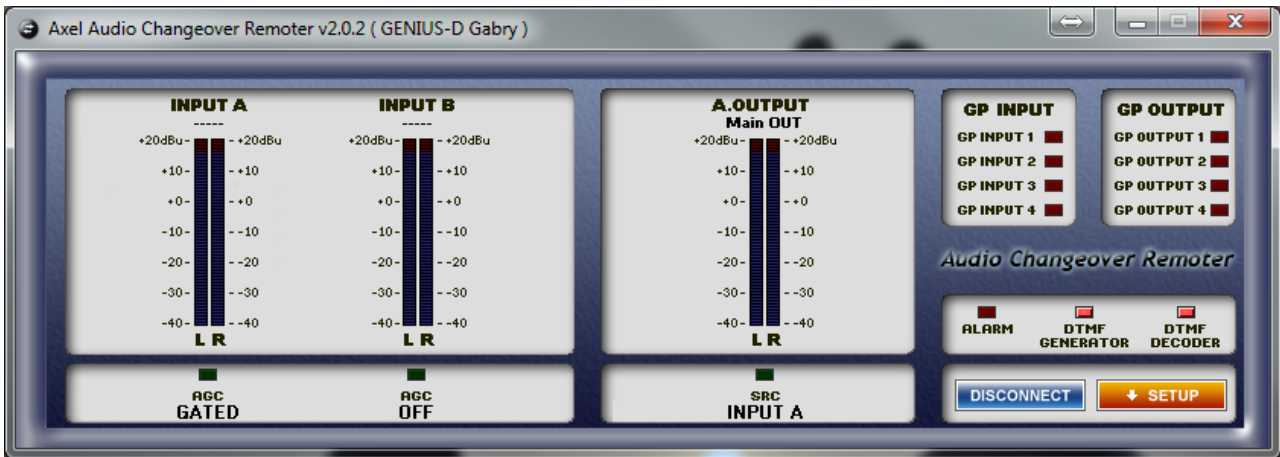 Axel Audio Changeover Remoter v2.0.2 ( GENIUS-D Gabry )
INPUT A
-----
+20dBu- - +20dBu
+10- - +10
+0- - +0
-10- - -10
-20- - -20
-30- - -30
-40- - -40
L R
INPUT B
-----
+20dBu- - +20dBu
+10- - +10
+0- - +0
-10- - -10
-20- - -20
-30- - -30
-40- - -40
L R
A.OUTPUT
Main OUT
+20dBu- - +20dBu
+10- - +10
+0- - +0
-10- - -10
-20- - -20
-30- - -30
-40- - -40
L R
GP INPUT
GP INPUT 1
GP INPUT 2
GP INPUT 3
GP INPUT 4
GP OUTPUT
GP OUTPUT 1
GP OUTPUT 2
GP OUTPUT 3
GP OUTPUT 4
Audio Changeover Remoter
ALARM
DTMF
GENERATOR
DTMF
DECODER
AGC
GATED
AGC
OFF
SRC
INPUT A
DISCONNECT
SETUP